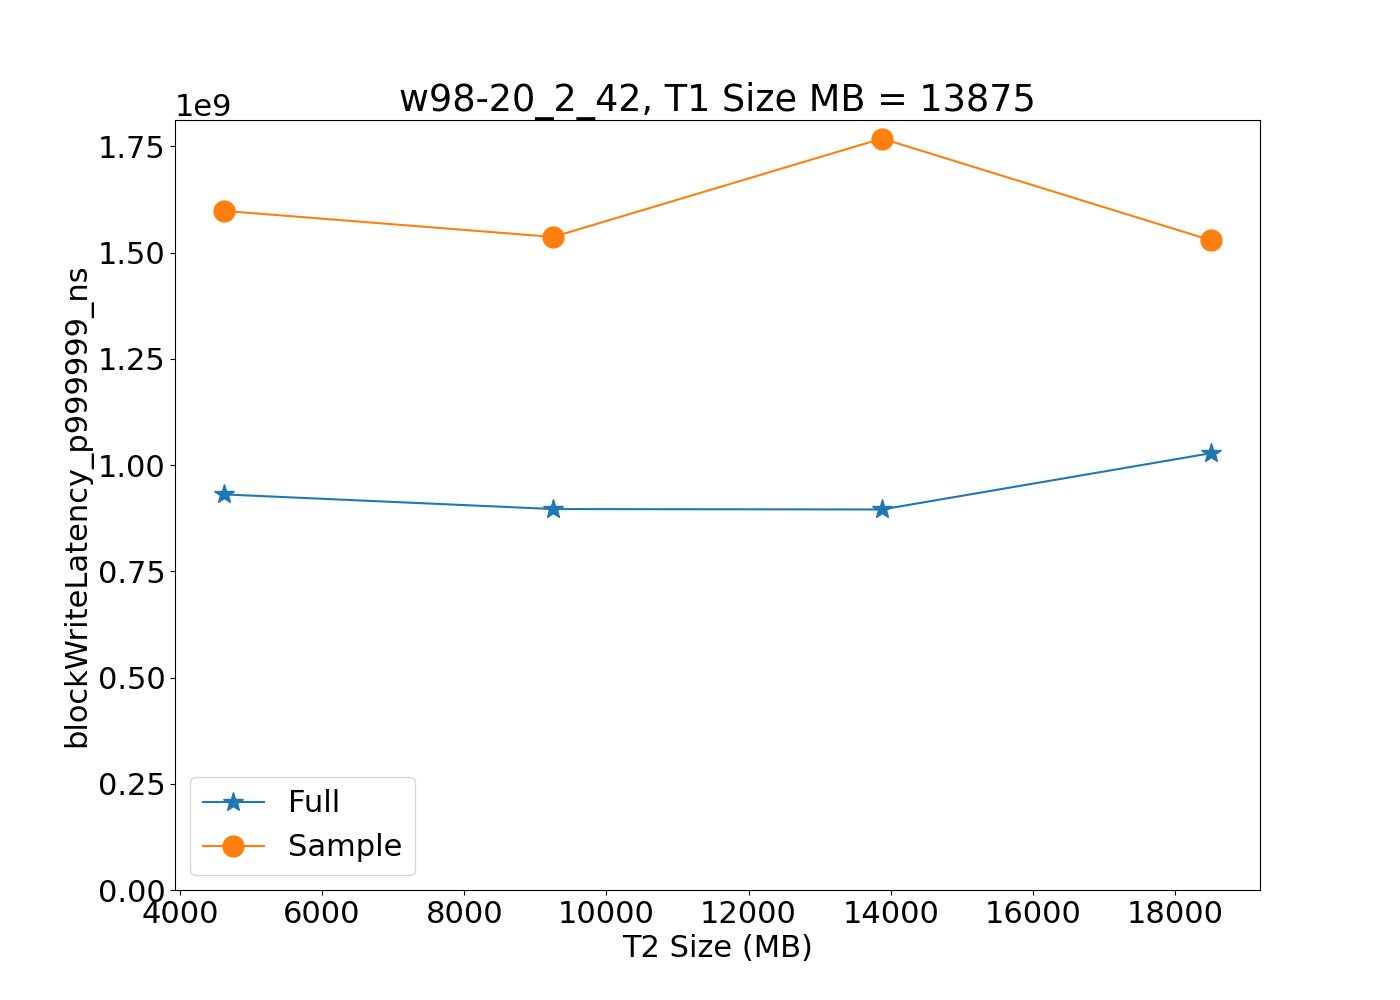 w98-20_2_42, T1 Size MB = 13875
1e9
1.75
1.50
1.25
1.00
0.75
0.50
0.25
0.00
blockWriteLatency_p999999_ns
Full
Sample
4000 6000 8000 10000 12000 14000 16000 18000
T2 Size (MB)